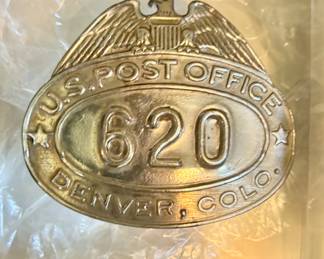 U.S. POST OFFICE
620
DENVER, COLO.